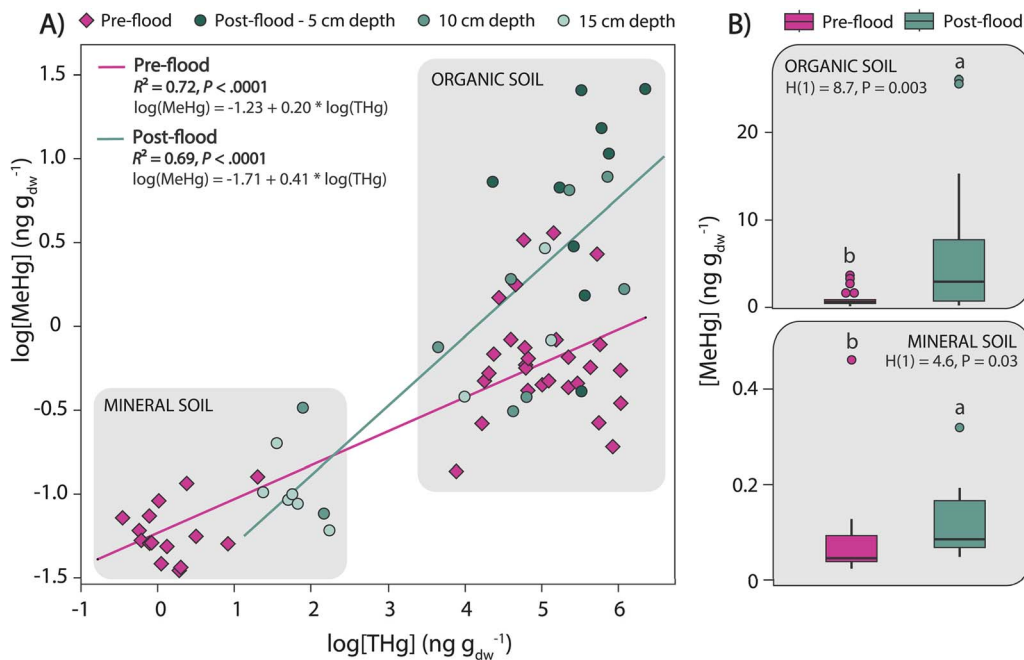 A) Pre-flood Post-flood - 5 cm depth 10 cm depth 15 cm depth
Pre-flood
R² = 0.72, P < .0001
log(MeHg) = -1.23 + 0.20 * log(THg)
Post-flood
R² = 0.69, P < .0001
log(MeHg) = -1.71 + 0.41 * log(THg)
ORGANIC SOIL
MINERAL SOIL
log[MeHg] (ng g_dw⁻¹)
1.5
1.0
0.5
0
-0.5
-1.0
-1.5
-1 0 1 2 3 4 5 6
log[THg] (ng g_dw⁻¹)
B) Pre-flood Post-flood
ORGANIC SOIL
H(1) = 8.7, P = 0.003
a
b
20
10
0
[MeHg] (ng g_dw⁻¹)
MINERAL SOIL
H(1) = 4.6, P = 0.03
b
a
0.4
0.2
0